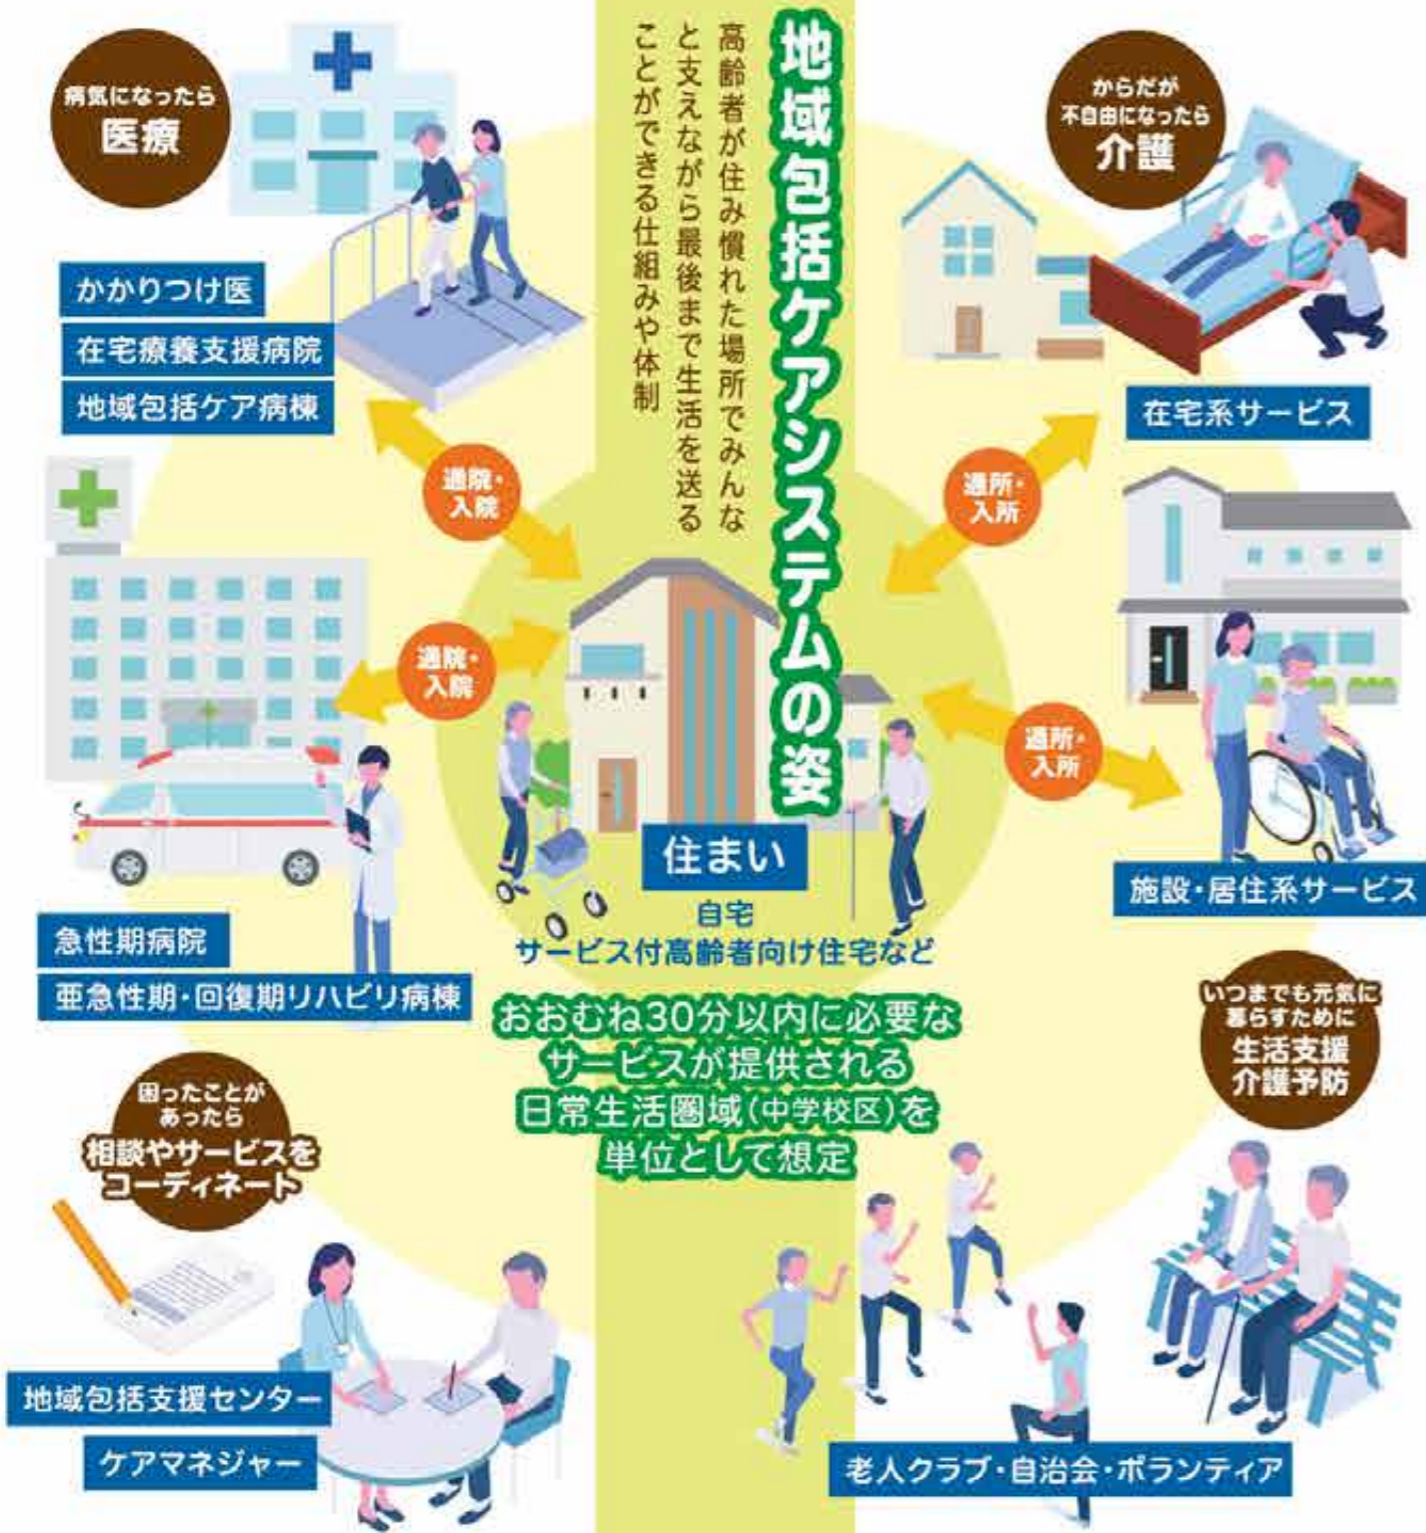 地域包括ケアシステムの姿
高齢者が住み慣れた場所でみんな
と支えながら最後まで生活を送る
ことができる仕組みや体制
病気になったら
医療
かかりつけ医
在宅療養支援病院
地域包括ケア病棟
通院・
入院
通院・
入院
急性期病院
亜急性期・回復期リハビリ病棟
からだが
不自由になったら
介護
在宅系サービス
通所・
入所
通所・
入所
施設・居住系サービス
住まい
自宅
サービス付高齢者向け住宅など
おおむね30分以内に必要な
サービスが提供される
日常生活圏域(中学校区)を
単位として想定
困ったことが
あったら
相談やサービスを
コーディネート
地域包括支援センター
ケアマネジャー
いつまでも元気に
暮らすために
生活支援
介護予防
老人クラブ・自治会・ボランティア